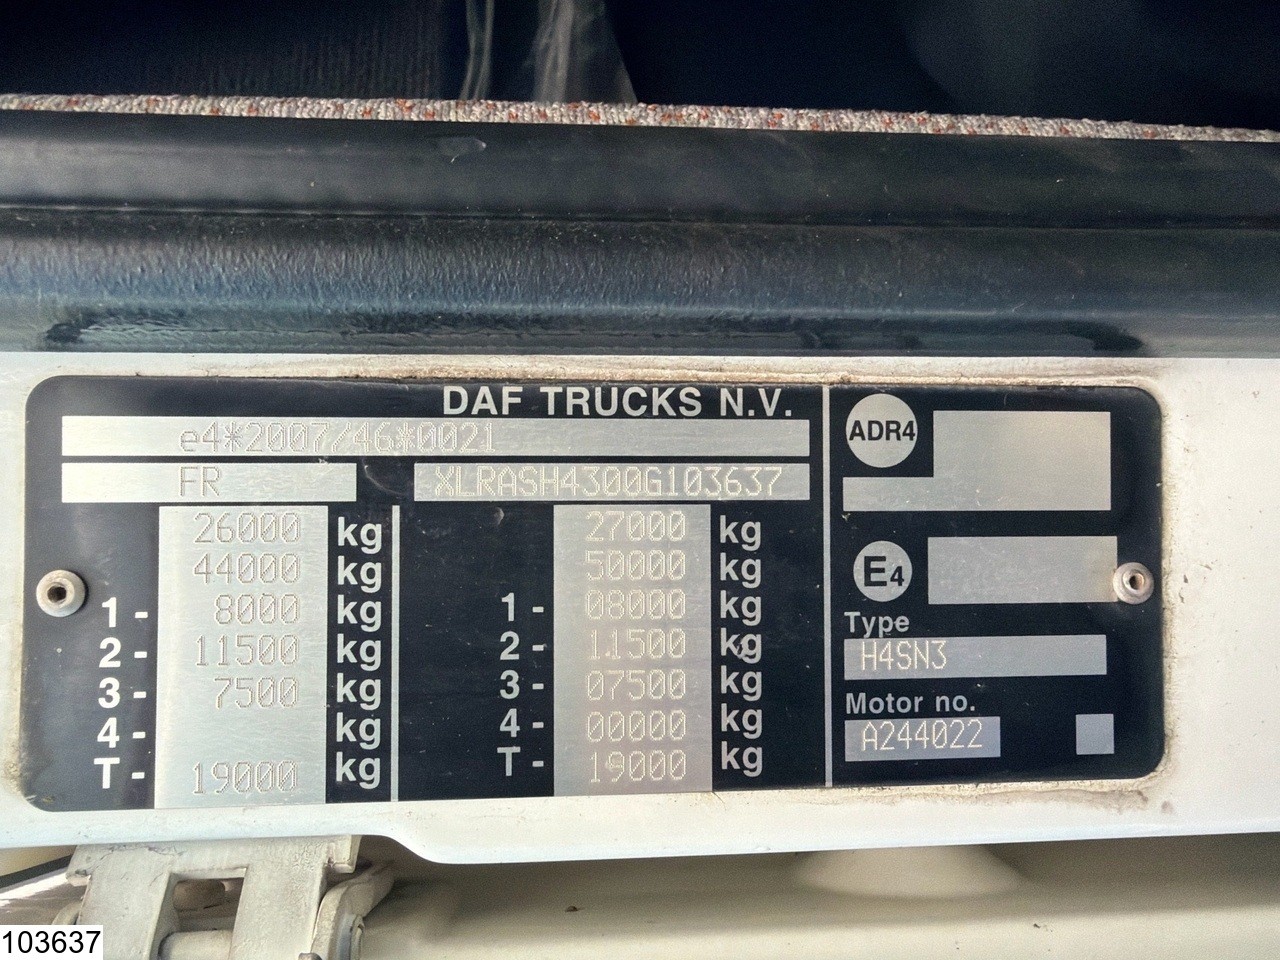 DAF TRUCKS N.V.
e4*2007/46*0021
FR XLRASH4300G103637
26000 kg 27000 kg
44000 kg 50000 kg
1- 8000 kg 1- 08000 kg
2- 11500 kg 2- 11500 kg
3- 7500 kg 3- 07500 kg
4- kg 4- 00000 kg
T- 19000 kg T- 19000 kg
ADR4
E4
Type
H4SN3
Motor no.
A244022
103637